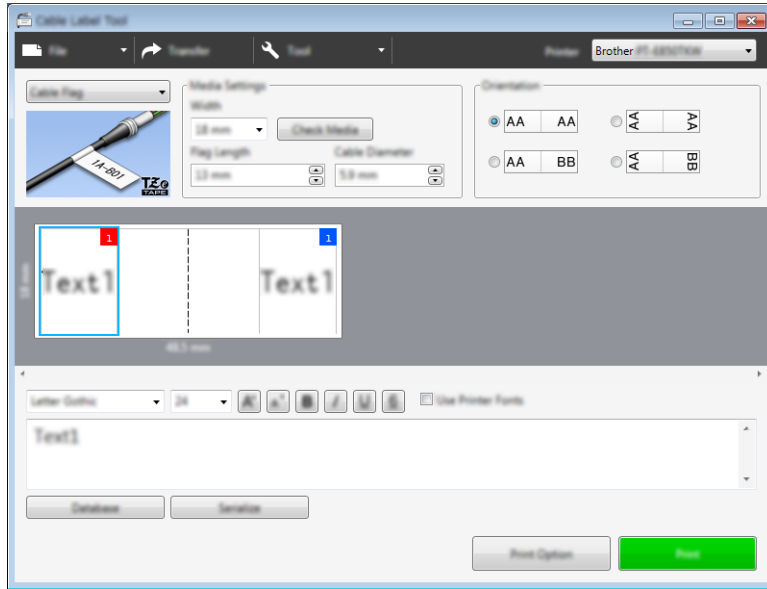 Cable Label Tool
File Transfer Tool Printer Brother PT-E850TKW
Cable Flag
Media Settings
Width
18 mm Check Media
Flag Length Cable Diameter
13 mm 5.9 mm
1A-B01
TZe
TAPE
Orientation
AA AA AA AA
AA BB AA BB
1 1
Text1 Text1
18 mm
48.5 mm
Letter Gothic 24 A A B I U S Use Printer Fonts
Text1
Database Serialize
Print Option Print